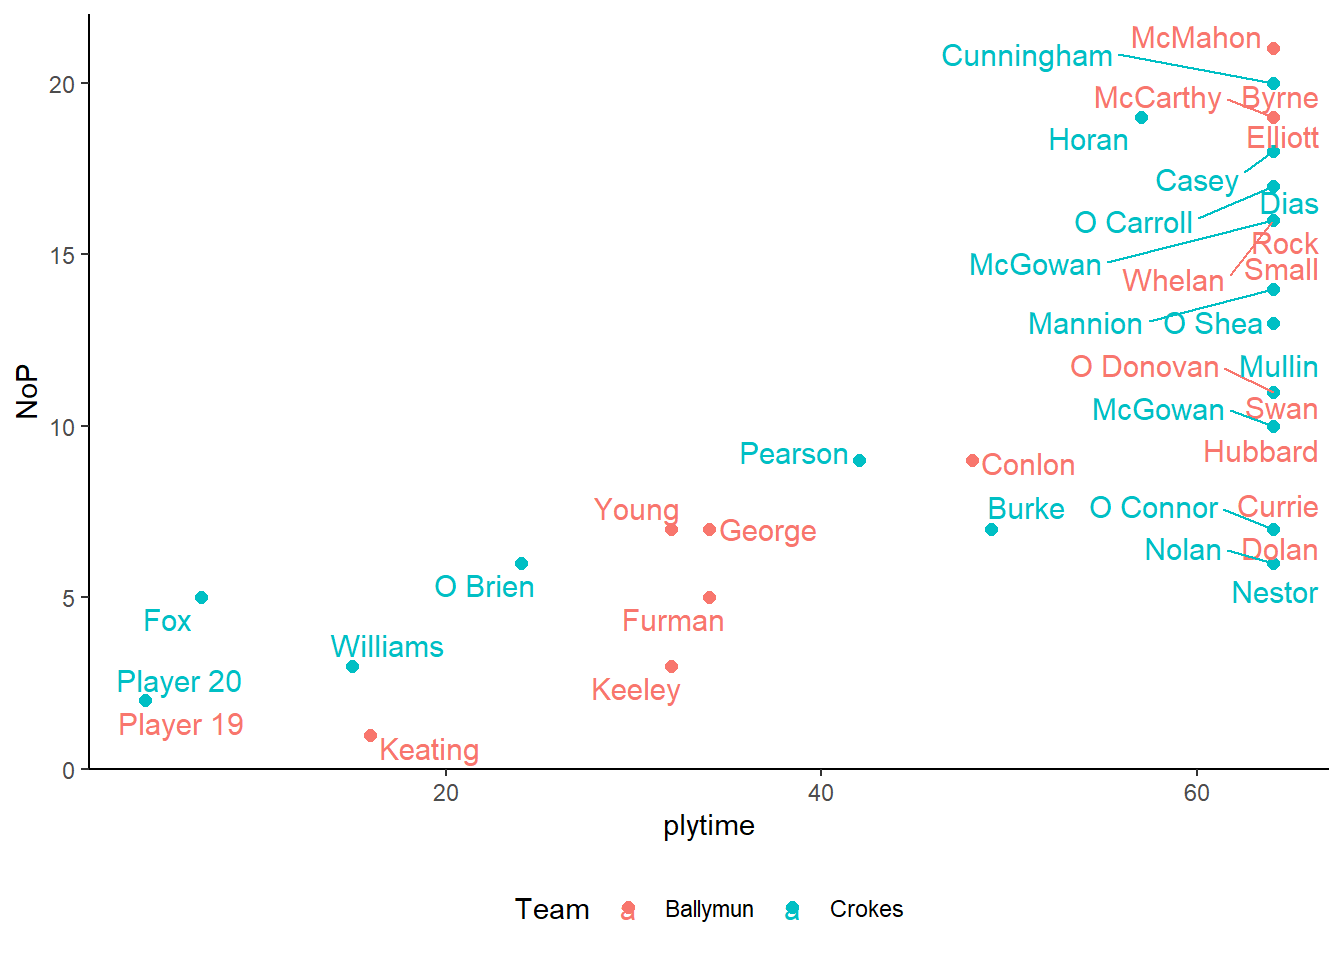 McMahon
Cunningham
20
McCarthy Byrne
Horan
Elliott
Casey
Dias
O Carroll
Rock
15
McGowan
Small
Whelan
Mannion
O Shea
O Donovan
Mullin
NoP
McGowan
Swan
10
Pearson
Hubbard
Conlon
Young
Burke
O Connor
Currie
George
Nolan
Dolan
O Brien
Nestor
5
Fox
Furman
Williams
Player 20
Keeley
Player 19
Keating
0
20
40
60
plytime
Team
a Ballymun
a Crokes